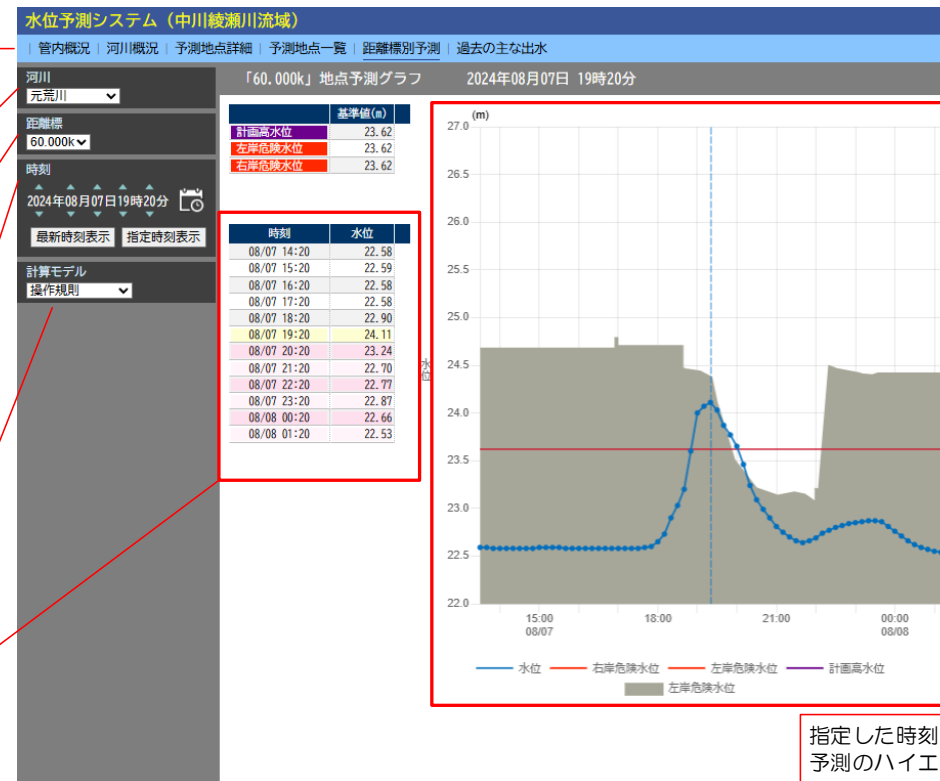 水位予測システム（中川綾瀬川流域）
｜管内概況｜河川概況｜予測地点詳細｜予測地点一覧｜距離標別予測｜過去の主な出水
河川
元荒川
距離標
60.000k
時刻
2024年08月07日19時20分
最新時刻表示 指定時刻表示
計算モデル
操作規則
「60.000k」地点予測グラフ 2024年08月07日 19時20分
基準値(m)
計画高水位 23.62
左岸危険水位 23.62
右岸危険水位 23.62
時刻 水位
08/07 14:20 22.58
08/07 15:20 22.59
08/07 16:20 22.58
08/07 17:20 22.58
08/07 18:20 22.90
08/07 19:20 24.11
08/07 20:20 23.24
08/07 21:20 22.70
08/07 22:20 22.77
08/07 23:20 22.87
08/08 00:20 22.66
08/08 01:20 22.53
(m)
27.0
26.5
26.0
25.5
25.0
24.5
24.0
23.5
23.0
22.5
22.0
水位
15:00 18:00 21:00 00:00
08/07 08/08
水位 右岸危険水位 左岸危険水位 計画高水位
左岸危険水位
指定した時刻
予測のハイエ